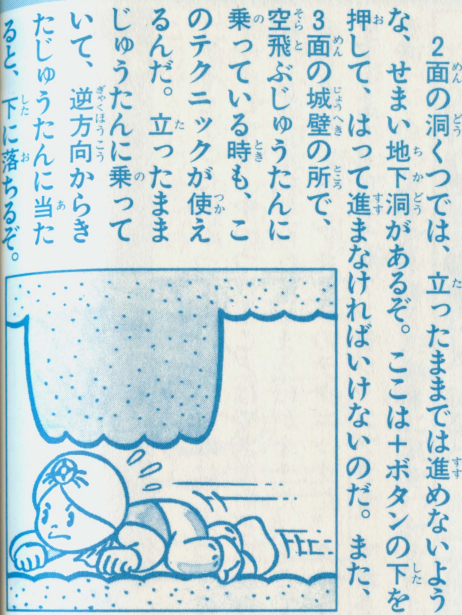 ２面の洞くつでは、立ったままでは進めないよう
な、せまい地下洞があるぞ。ここは＋ボタンの下を
押して、はって進まなければいけないのだ。また、
３面の城壁の所で、
空飛ぶじゅうたんに
乗っている時も、こ
のテクニックが使え
るんだ。立ったまま
じゅうたんに乗って
いて、逆方向からき
たじゅうたんに当た
ると、下に落ちるぞ。